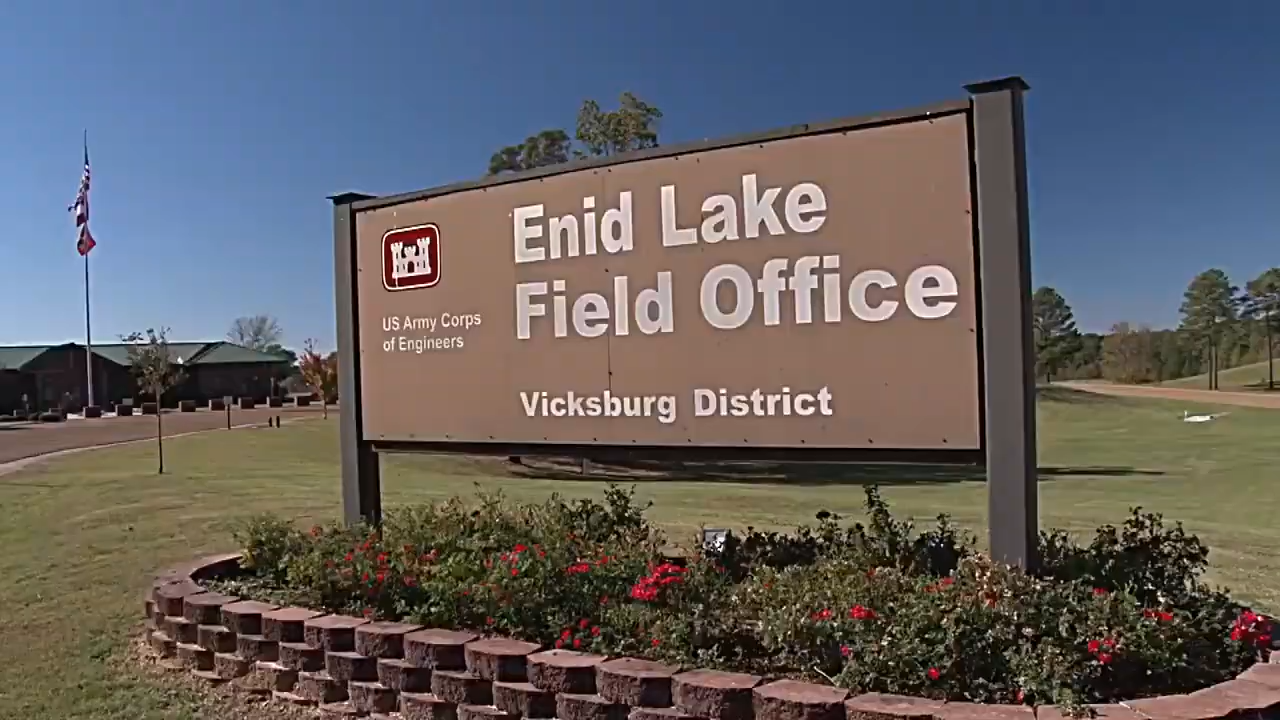 Enid Lake
Field Office
US Army Corps
of Engineers
Vicksburg District